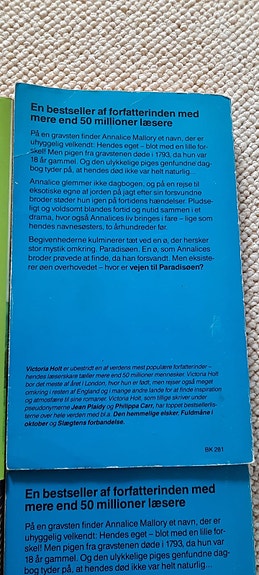 En bestseller af forfatterinden med
mere end 50 millioner læsere
På en gravsten finder Annalice Mallory et navn, der er
uhyggelig velkendt: Hendes eget – blot med en lille for-
skel! Men pigen fra gravstenen døde i 1793, da hun var
18 år gammel. Og den ulykkelige piges genfundne dag-
bog tyder på, at hendes død ikke var helt naturlig...
Annalice glemmer ikke dagbogen, og på en rejse til
eksotiske egne af jorden på jagt efter sin forsvundne
broder støder hun igen på fortidens hændelser. Pludse-
ligt og voldsomt blandes fortid og nutid sammen i et
drama, hvor også Annalices liv bringes i fare – lige som
hendes navnesøsters, to århundreder før.
Begivenhederne kulminerer tæt ved en ø, der hersker
stor mystik omkring. Paradisøen. En ø, som Annalices
broder prøvede at finde, da han forsvandt. Men eksiste-
rer øen overhovedet – hvor er vejen til Paradisøen?
Victoria Holt er ubestridt en af verdens mest populære forfatterinder –
hendes læserskare tæller mere end 50 millioner mennesker. Victoria Holt
bor det meste af året i London, hvor hun er født, men rejser også meget
omkring i resten af England og i mange andre lande for at finde inspiration
og atmosfære til sine romaner. Victoria Holt, som tillige skriver under
pseudonymerne Jean Plaidy og Philippa Carr, har toppet bestseller-
sterne over hele verden med bl.a. Den hemmelige elsker, Fuldmåne i
oktober og Slægtens forbandelse.
BK 281
En bestseller af forfatterinden med
mere end 50 millioner læsere
På en gravsten finder Annalice Mallory et navn, der er
uhyggelig velkendt: Hendes eget – blot med en lille for-
skel! Men pigen fra gravstenen døde i 1793, da hun var
18 år gammel. Og den ulykkelige piges genfundne dag-
bog tyder på, at hendes død ikke var helt naturlig...